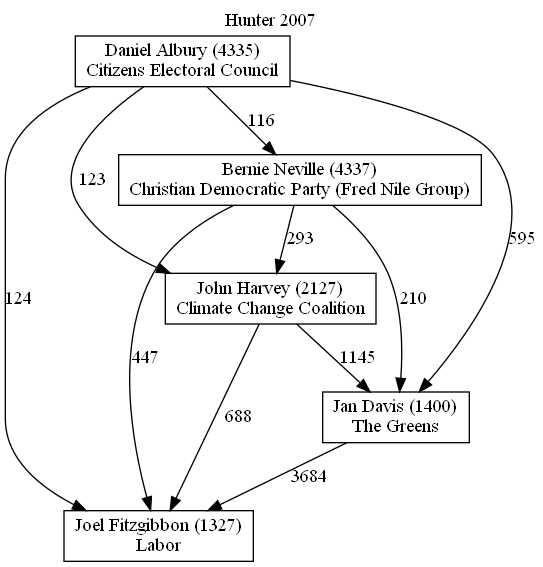 Hunter 2007
Daniel Albury (4335)
Citizens Electoral Council
116
123
Bernie Neville (4337)
Christian Democratic Party (Fred Nile Group)
293
595
John Harvey (2127)
Climate Change Coalition
124
210
447
1145
688
Jan Davis (1400)
The Greens
3684
Joel Fitzgibbon (1327)
Labor